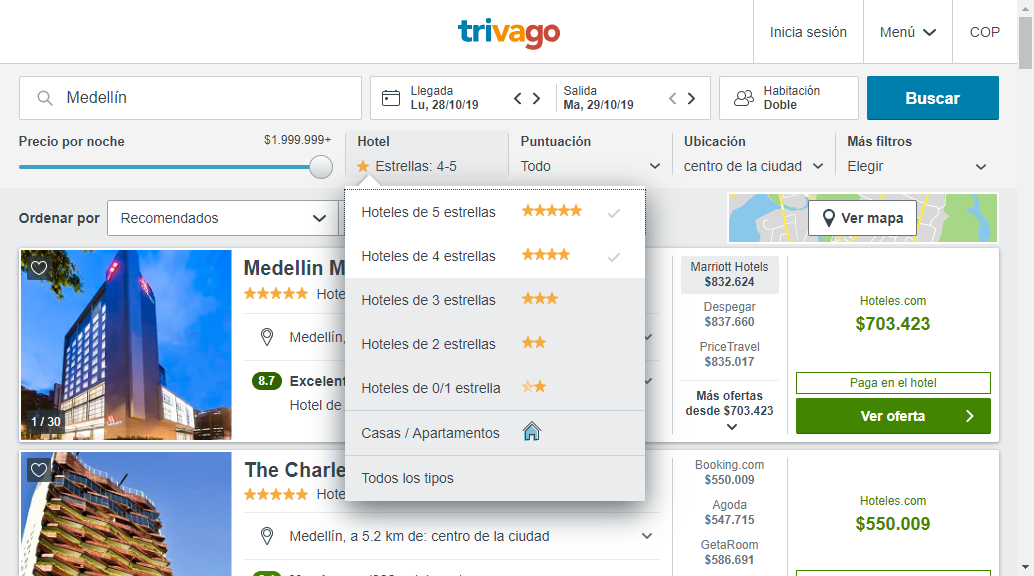 trivago
Inicia sesión
Menú
COP
Medellín
Llegada
Lu, 28/10/19
Salida
Ma, 29/10/19
Habitación
Doble
Buscar
Precio por noche
$1.999.999+
Hotel
Estrellas: 4-5
Puntuación
Todo
Ubicación
centro de la ciudad
Más filtros
Elegir
Ordenar por
Recomendados
Ver mapa
Hoteles de 5 estrellas
Hoteles de 4 estrellas
Hoteles de 3 estrellas
Hoteles de 2 estrellas
Hoteles de 0/1 estrella
Casas / Apartamentos
Todos los tipos
1 / 30
Medellin M
Hote
Medellín,
8.7 Excelent
Hotel de
Marriott Hotels
$832.624
Despegar
$837.660
PriceTravel
$835.017
Más ofertas
desde $703.423
Hoteles.com
$703.423
Paga en el hotel
Ver oferta
The Charle
Hote
Medellín, a 5.2 km de: centro de la ciudad
Booking.com
$550.009
Agoda
$547.715
GetaRoom
$586.691
Hoteles.com
$550.009